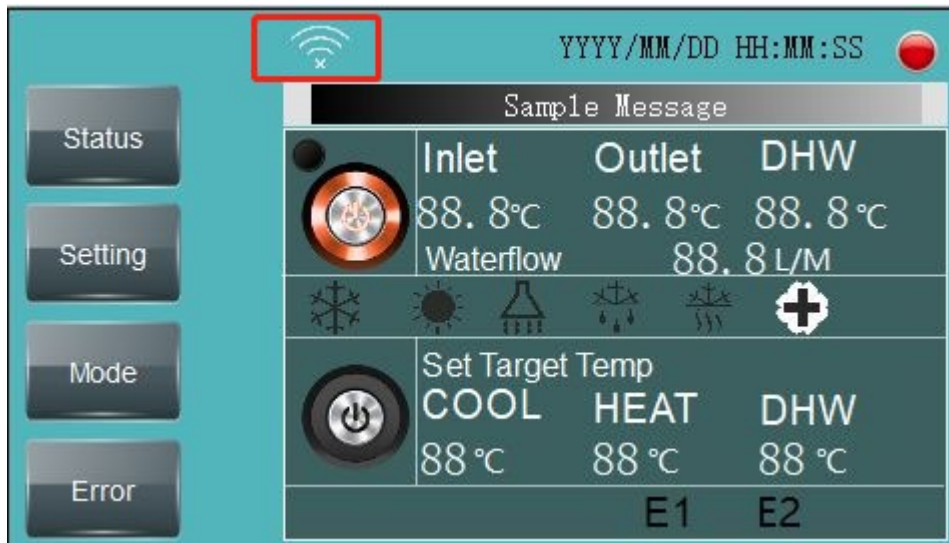 YYYY/MM/DD HH:MM:SS
Sample Message
Status
Inlet Outlet DHW
88.8℃ 88.8℃ 88.8℃
Setting
Waterflow 88.8 L/M
Mode
Set Target Temp
COOL HEAT DHW
88℃ 88℃ 88℃
Error
E1 E2